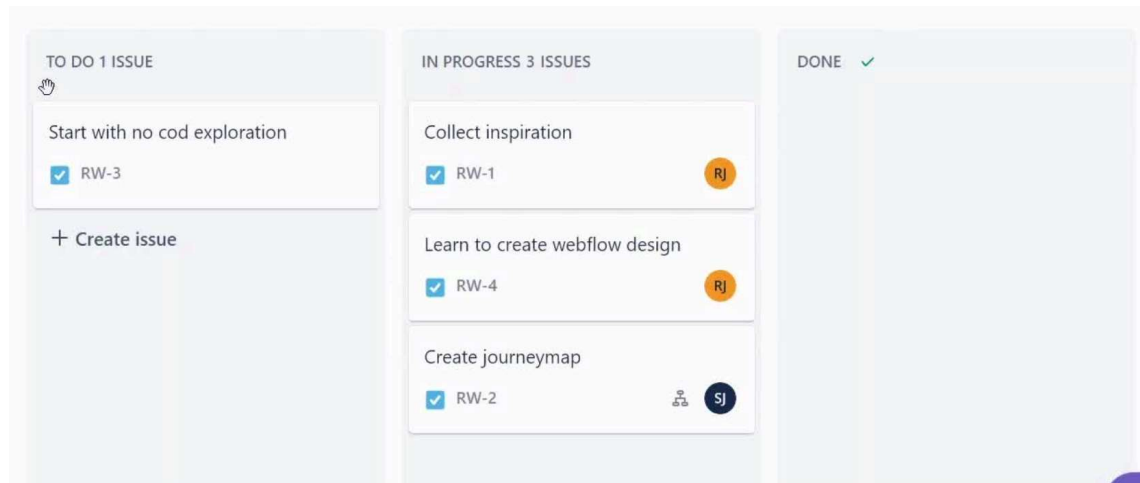 TO DO 1 ISSUE
Start with no cod exploration
RW-3
+ Create issue
IN PROGRESS 3 ISSUES
Collect inspiration
RW-1
RJ
Learn to create webflow design
RW-4
RJ
Create journeymap
RW-2
SJ
DONE